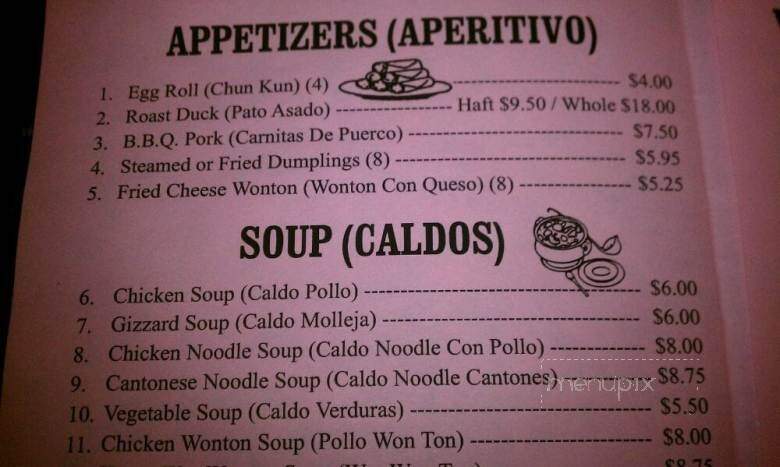 APPETIZERS (APERITIVO)
1. Egg Roll (Chun Kun) (4) $4.00
2. Roast Duck (Pato Asado) Haft $9.50 / Whole $18.00
3. B.B.Q. Pork (Carnitas De Puerco) $7.50
4. Steamed or Fried Dumplings (8) $5.95
5. Fried Cheese Wonton (Wonton Con Queso) (8) $5.25
SOUP (CALDOS)
6. Chicken Soup (Caldo Pollo) $6.00
7. Gizzard Soup (Caldo Molleja) $6.00
8. Chicken Noodle Soup (Caldo Noodle Con Pollo) $8.00
9. Cantonese Noodle Soup (Caldo Noodle Cantones) $8.75
menupix
10. Vegetable Soup (Caldo Verduras) $5.50
11. Chicken Wonton Soup (Pollo Won Ton) $8.00
$8.75